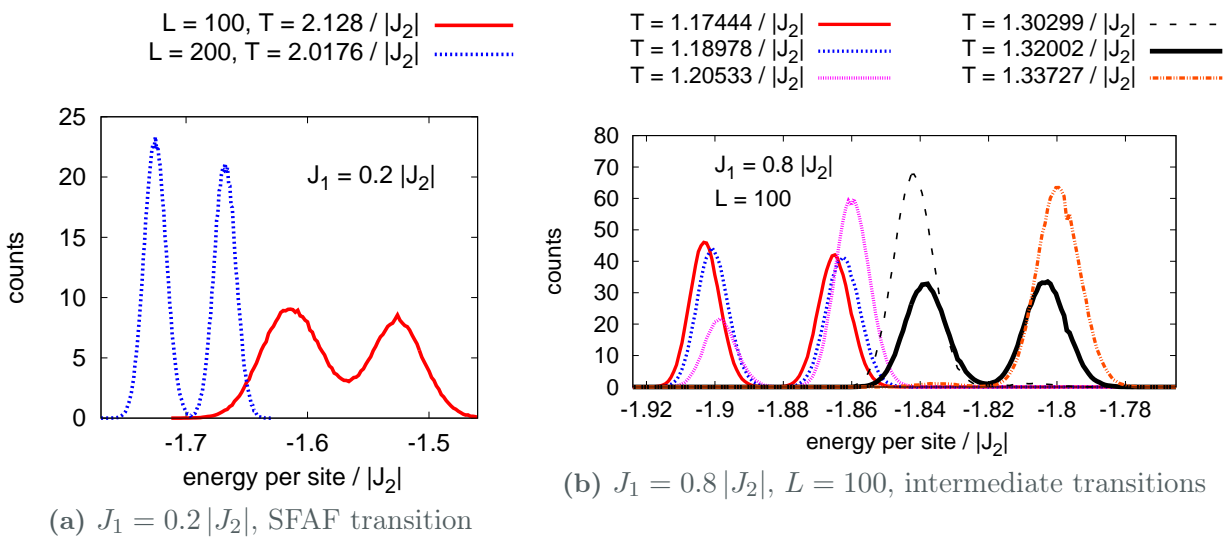 L = 100, T = 2.128 / |J₂|
L = 200, T = 2.0176 / |J₂|
25
20
15
10
5
0
counts
J₁ = 0.2 |J₂|
-1.7 -1.6 -1.5
energy per site / |J₂|
(a) J₁ = 0.2 |J₂|, SFAF transition
T = 1.17444 / |J₂| T = 1.30299 / |J₂|
T = 1.18978 / |J₂| T = 1.32002 / |J₂|
T = 1.20533 / |J₂| T = 1.33727 / |J₂|
80
70
60
50
40
30
20
10
0
counts
J₁ = 0.8 |J₂|
L = 100
-1.92 -1.9 -1.88 -1.86 -1.84 -1.82 -1.8 -1.78
energy per site / |J₂|
(b) J₁ = 0.8 |J₂|, L = 100, intermediate transitions